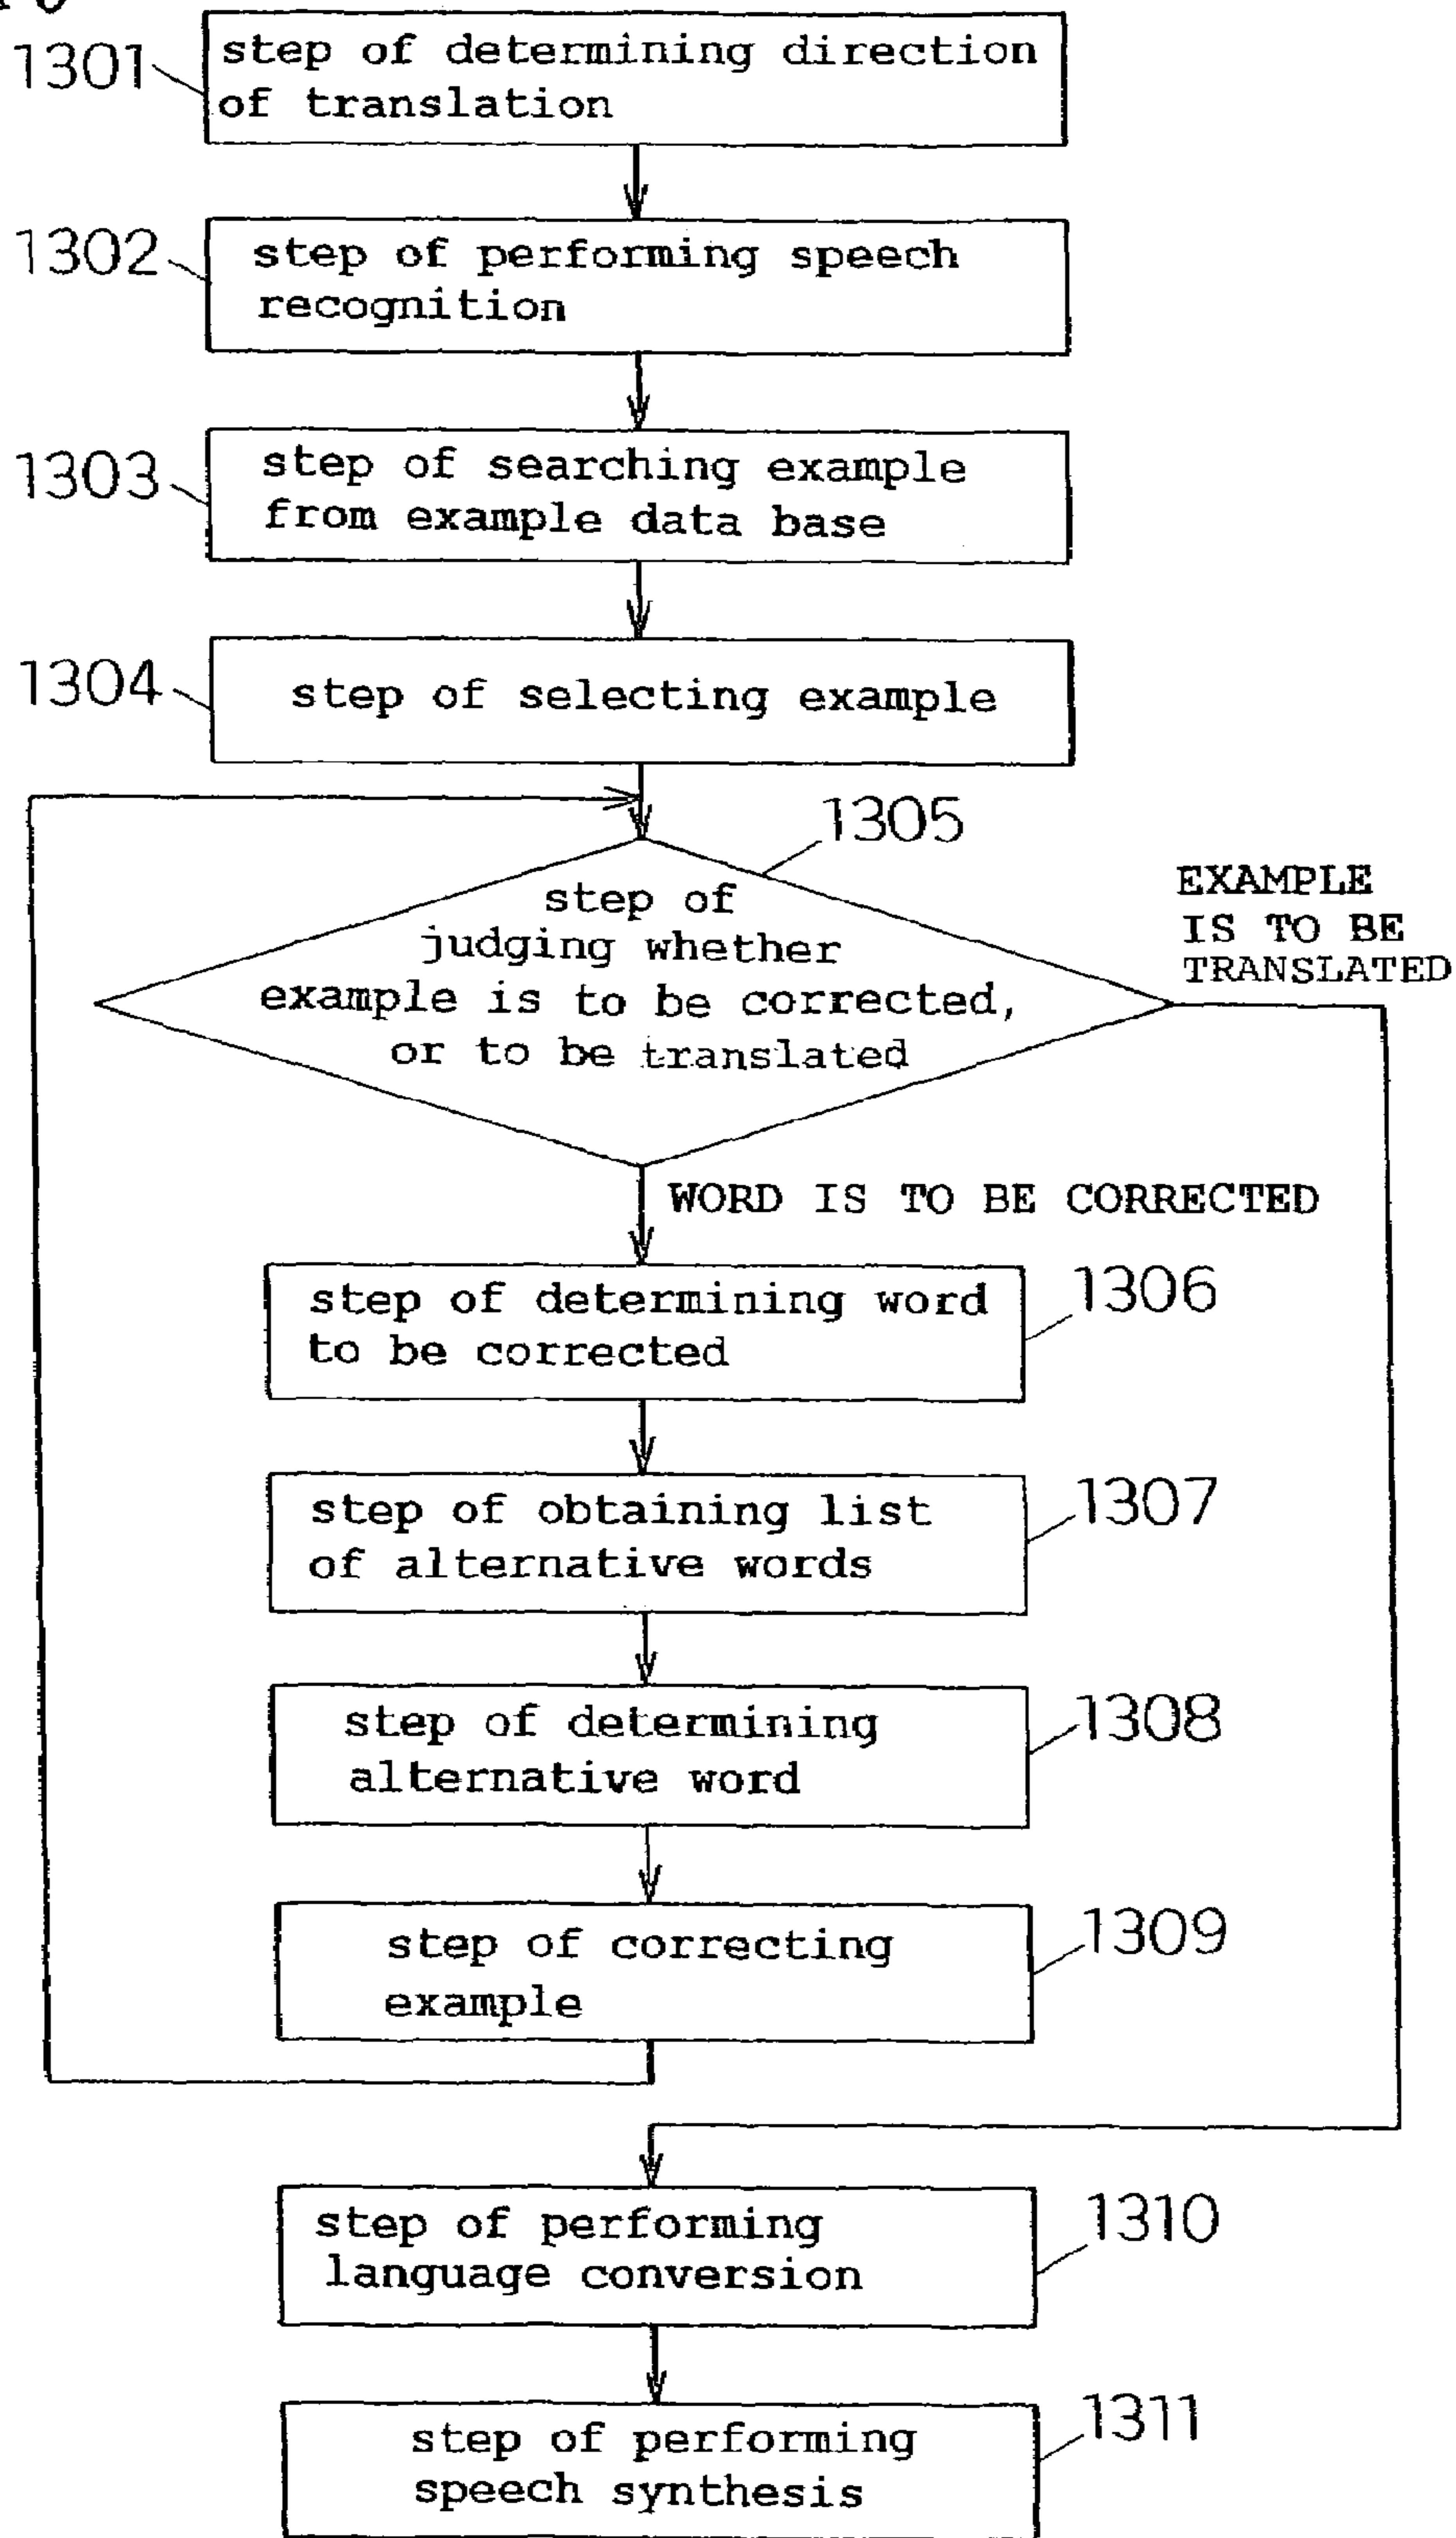 1301
step of determining direction
of translation
1302
step of performing speech
recognition
1303
step of searching example
from example data base
1304
step of selecting example
1305
step of
judging whether
example is to be corrected,
or to be translated
EXAMPLE
IS TO BE
TRANSLATED
WORD IS TO BE CORRECTED
step of determining word
to be corrected
1306
step of obtaining list
of alternative words
1307
step of determining
alternative word
1308
step of correcting
example
1309
step of performing
language conversion
1310
step of performing
speech synthesis
1311